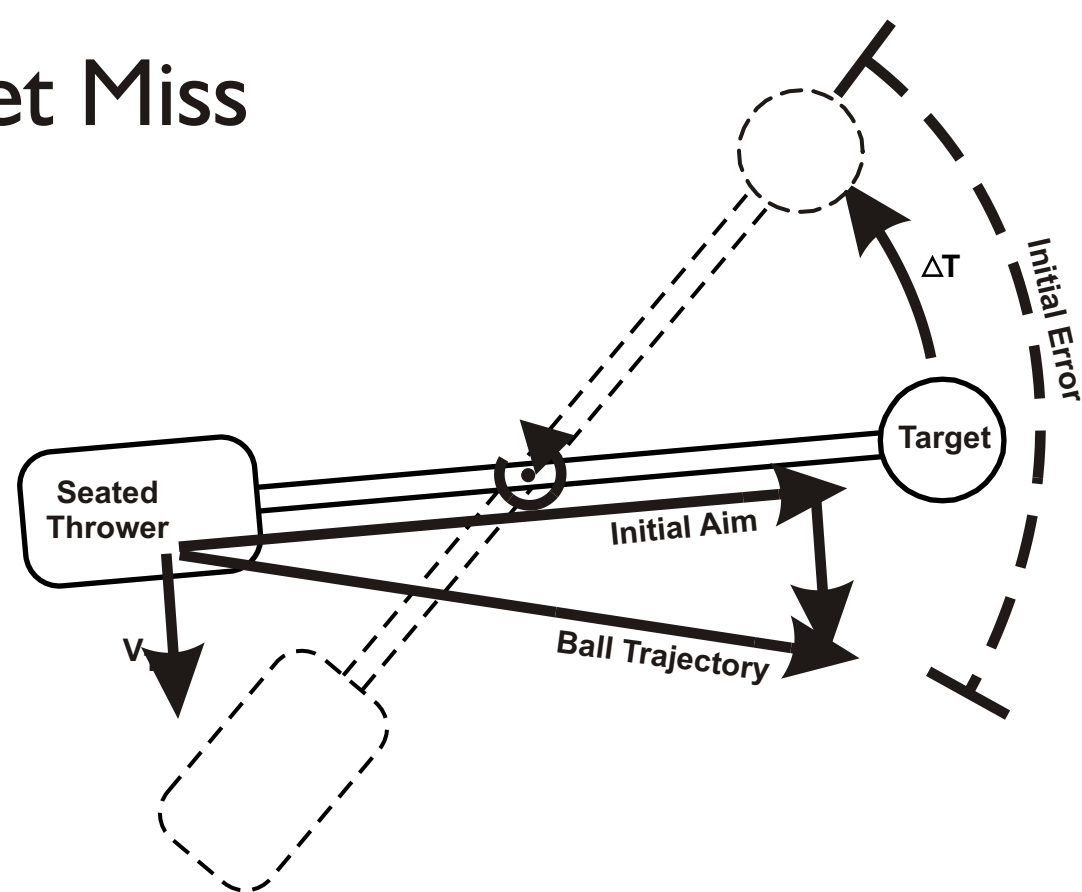 et Miss
ΔT
Initial Error
Target
Seated
Thrower
Initial Aim
V
Ball Trajectory